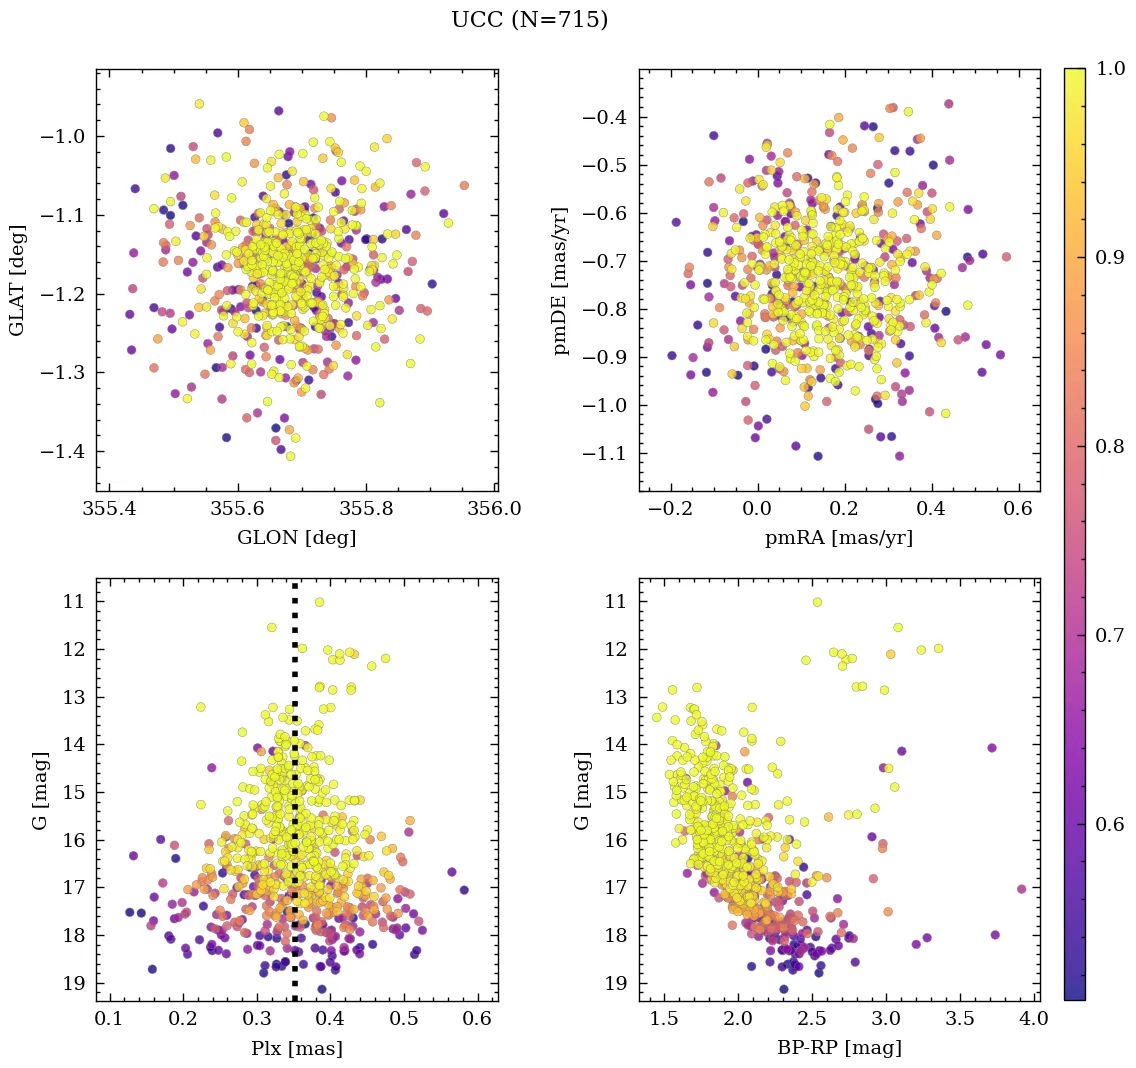 UCC (N=715)
−1.0
−1.1
−1.2
−1.3
−1.4
GLAT [deg]
355.4 355.6 355.8 356.0
GLON [deg]
−0.4
−0.5
−0.6
−0.7
−0.8
−0.9
−1.0
−1.1
pmDE [mas/yr]
−0.2 0.0 0.2 0.4 0.6
pmRA [mas/yr]
1.0
0.9
0.8
0.7
0.6
11
12
13
14
15
16
17
18
19
G [mag]
0.1 0.2 0.3 0.4 0.5 0.6
Plx [mas]
11
12
13
14
15
16
17
18
19
G [mag]
1.5 2.0 2.5 3.0 3.5 4.0
BP-RP [mag]